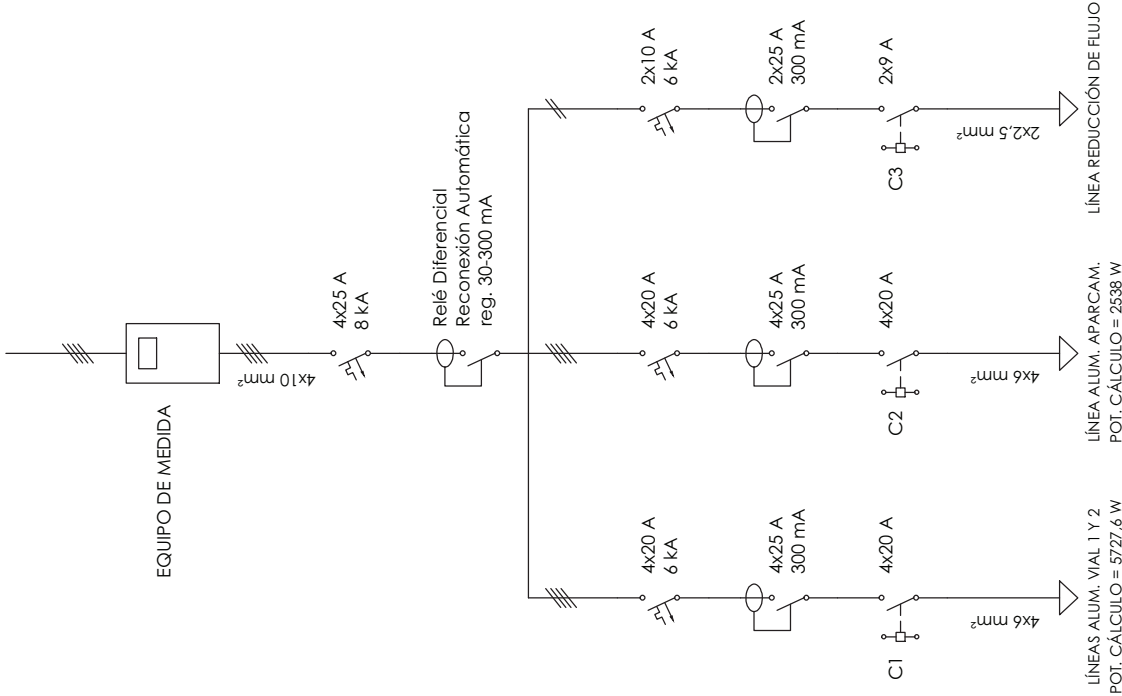 EQUIPO DE MEDIDA
4x10 mm²
4x25 A
8 kA
Relé Diferencial
Reconexión Automática
reg. 30-300 mA
4x20 A
6 kA
4x25 A
300 mA
4x20 A
C1
4x6 mm²
LÍNEAS ALUM. VIAL 1 Y 2
POT. CÁLCULO = 5727,6 W
4x20 A
6 kA
4x25 A
300 mA
4x20 A
C2
4x6 mm²
LÍNEA ALUM. APARCAM.
POT. CÁLCULO = 2538 W
2x10 A
6 kA
2x25 A
300 mA
2x9 A
C3
2x2,5 mm²
LÍNEA REDUCCIÓN DE FLUJO